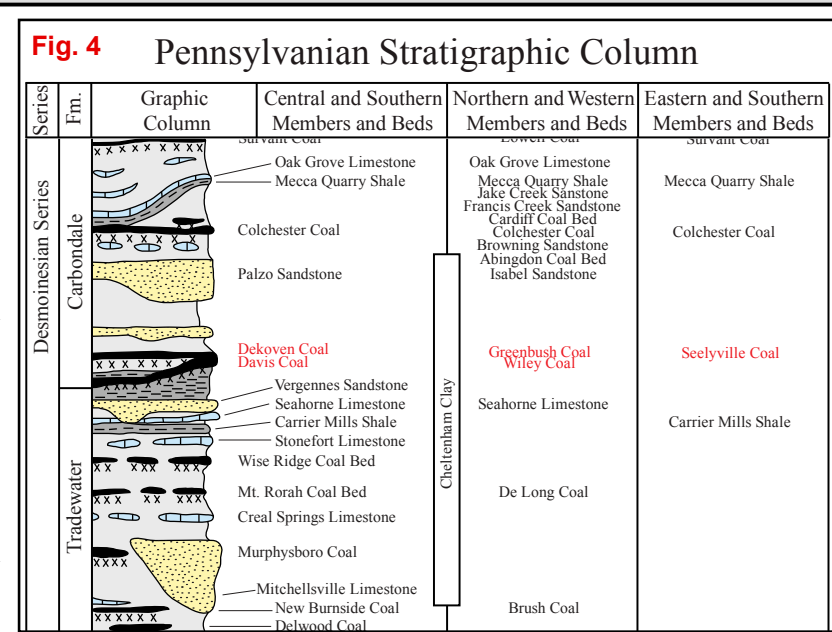 Fig. 4
Pennsylvanian Stratigraphic Column
Series
Fm.
Graphic
Column
Central and Southern
Members and Beds
Northern and Western
Members and Beds
Eastern and Southern
Members and Beds
Desmoinesian Series
Carbondale
Tradewater
Survant Coal
Oak Grove Limestone
Mecca Quarry Shale
Colchester Coal
Palzo Sandstone
Dekoven Coal
Davis Coal
Vergennes Sandstone
Seahorne Limestone
Carrier Mills Shale
Stonefort Limestone
Wise Ridge Coal Bed
Mt. Rorah Coal Bed
Creal Springs Limestone
Murphysboro Coal
Mitchellsville Limestone
New Burnside Coal
Delwood Coal
Cheltenham Clay
Lowell Coal
Oak Grove Limestone
Mecca Quarry Shale
Jake Creek Sanstone
Francis Creek Sandstone
Cardiff Coal Bed
Colchester Coal
Browning Sandstone
Abingdon Coal Bed
Isabel Sandstone
Greenbush Coal
Wiley Coal
Seahorne Limestone
De Long Coal
Brush Coal
Survant Coal
Mecca Quarry Shale
Colchester Coal
Seelyville Coal
Carrier Mills Shale